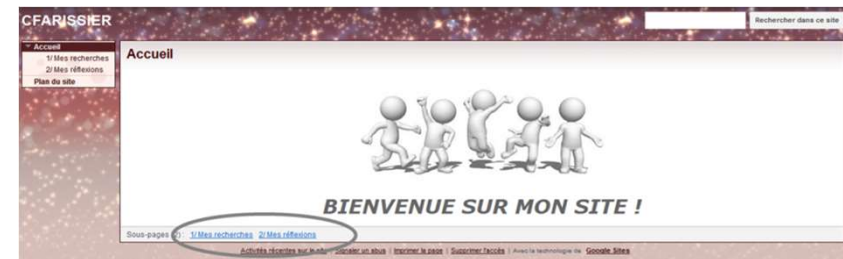 CFARISSIER
Rechercher dans ce site
Accueil
1/ Mes recherches
2/ Mes réflexions
Plan du site
Accueil
BIENVENUE SUR MON SITE !
Sous-pages (2) : 1/ Mes recherches 2/ Mes réflexions
Activités récentes sur le site | Signaler un abus | Imprimer la page | Supprimer l'accès | Avec la technologie de Google Sites